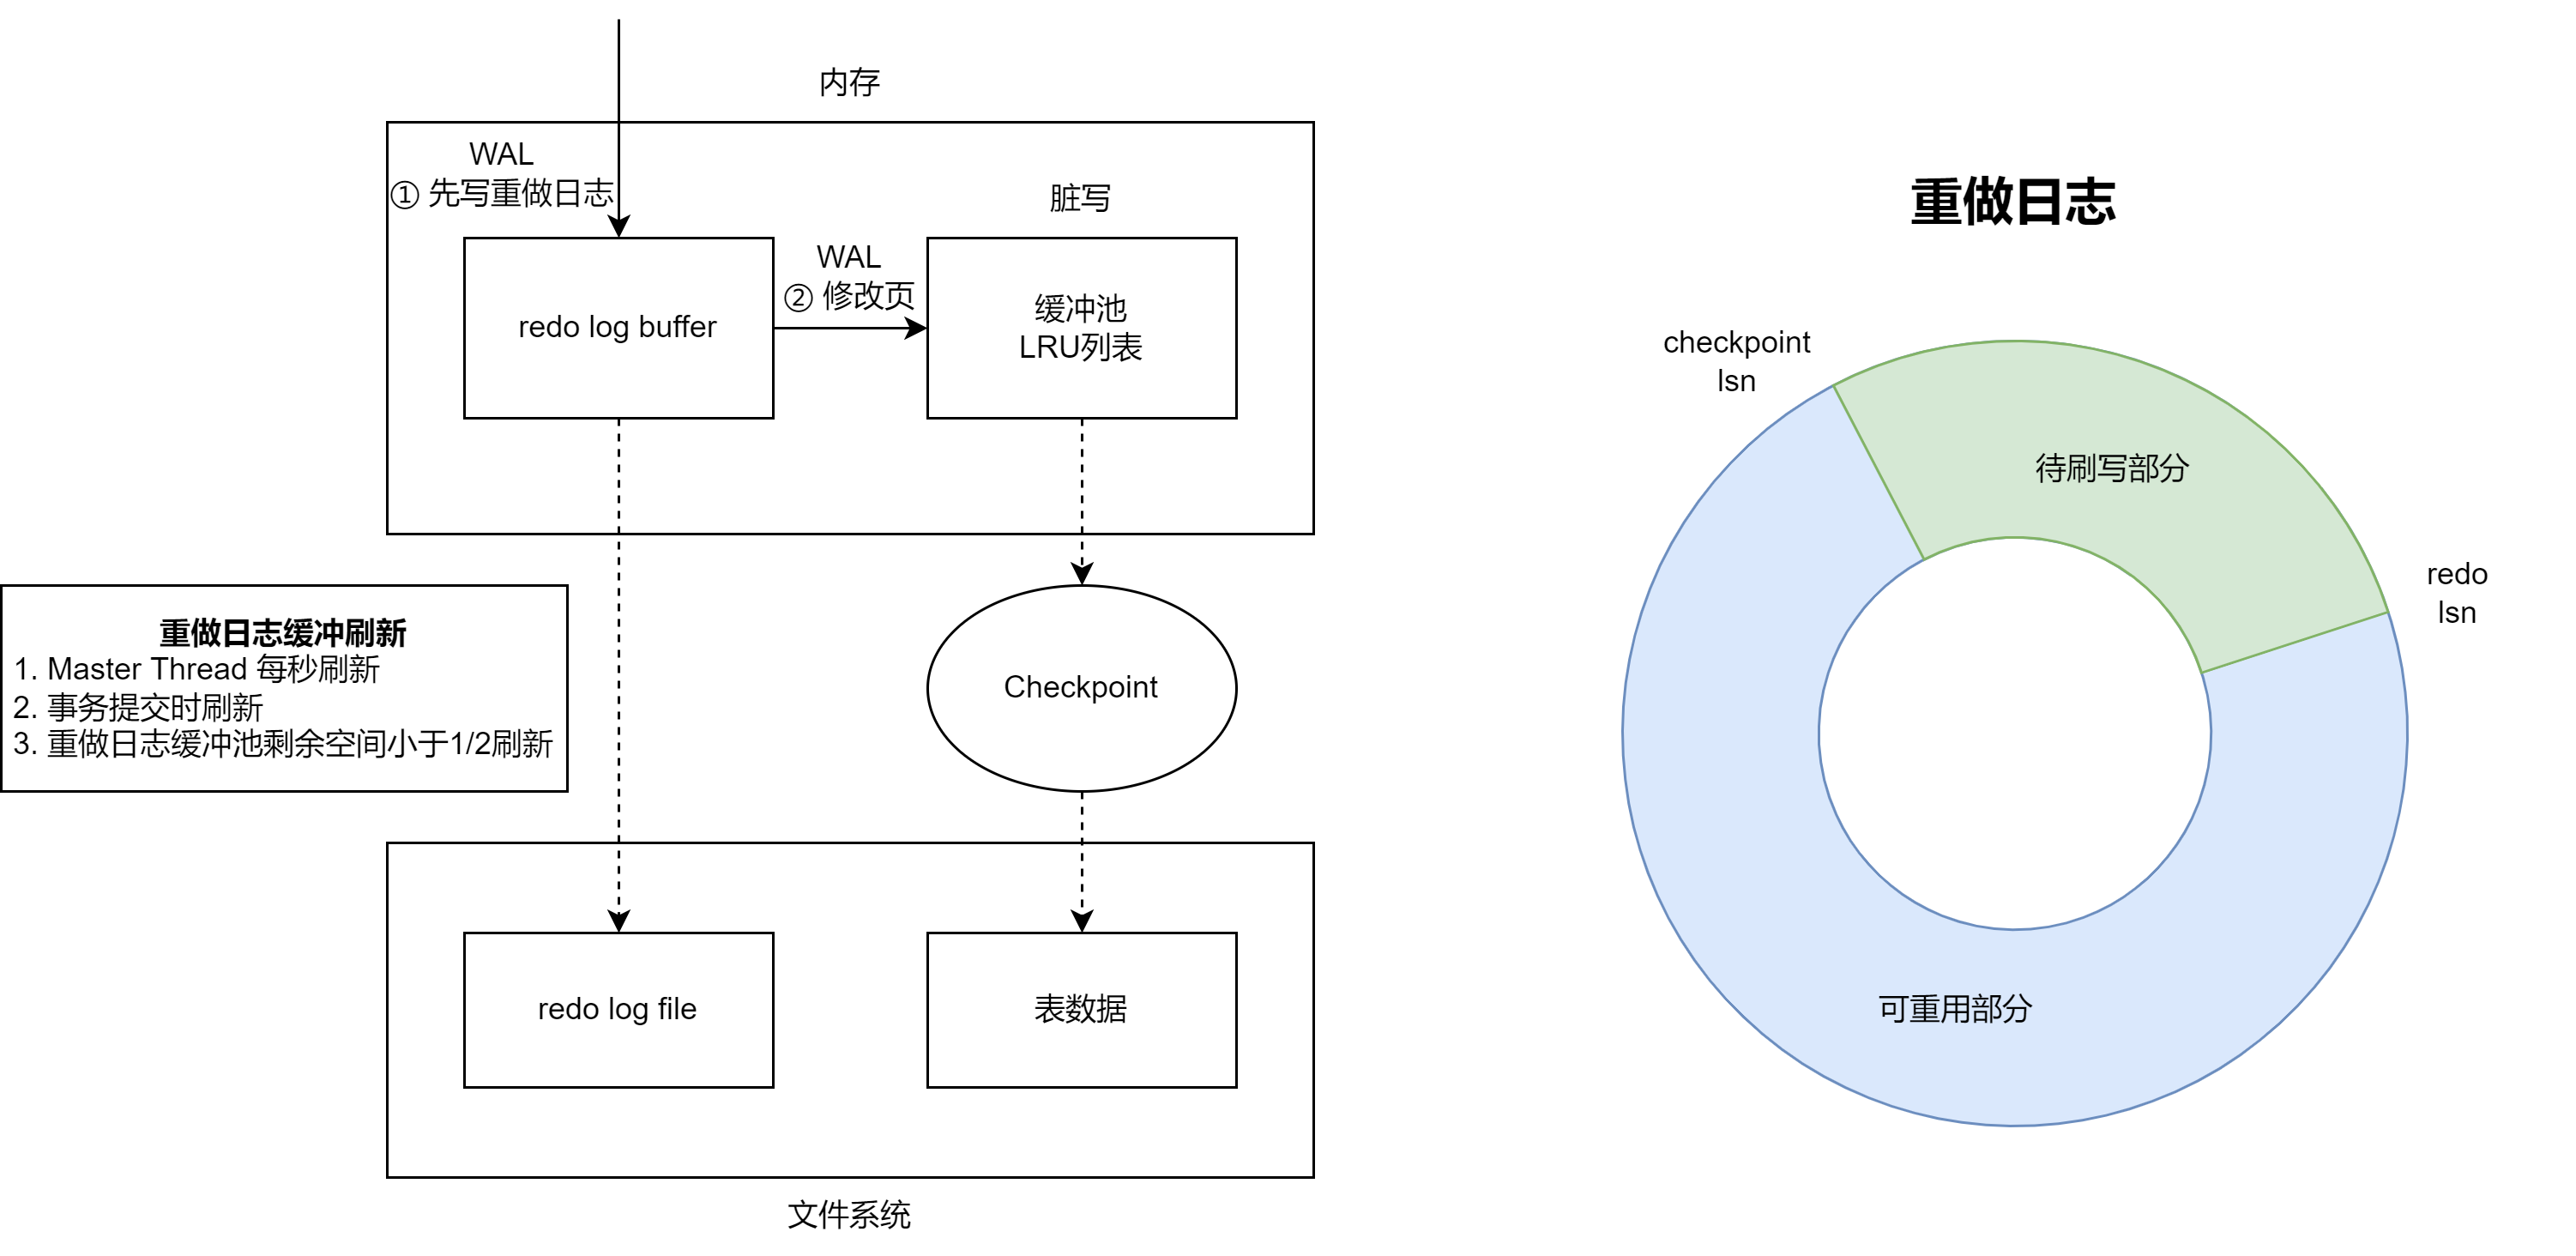 内存
WAL
① 先写重做日志
脏写
WAL
② 修改页
redo log buffer
缓冲池
LRU列表
重做日志缓冲刷新
1. Master Thread 每秒刷新
2. 事务提交时刷新
3. 重做日志缓冲池剩余空间小于1/2刷新
Checkpoint
redo log file
表数据
文件系统
重做日志
checkpoint
lsn
待刷写部分
redo
lsn
可重用部分